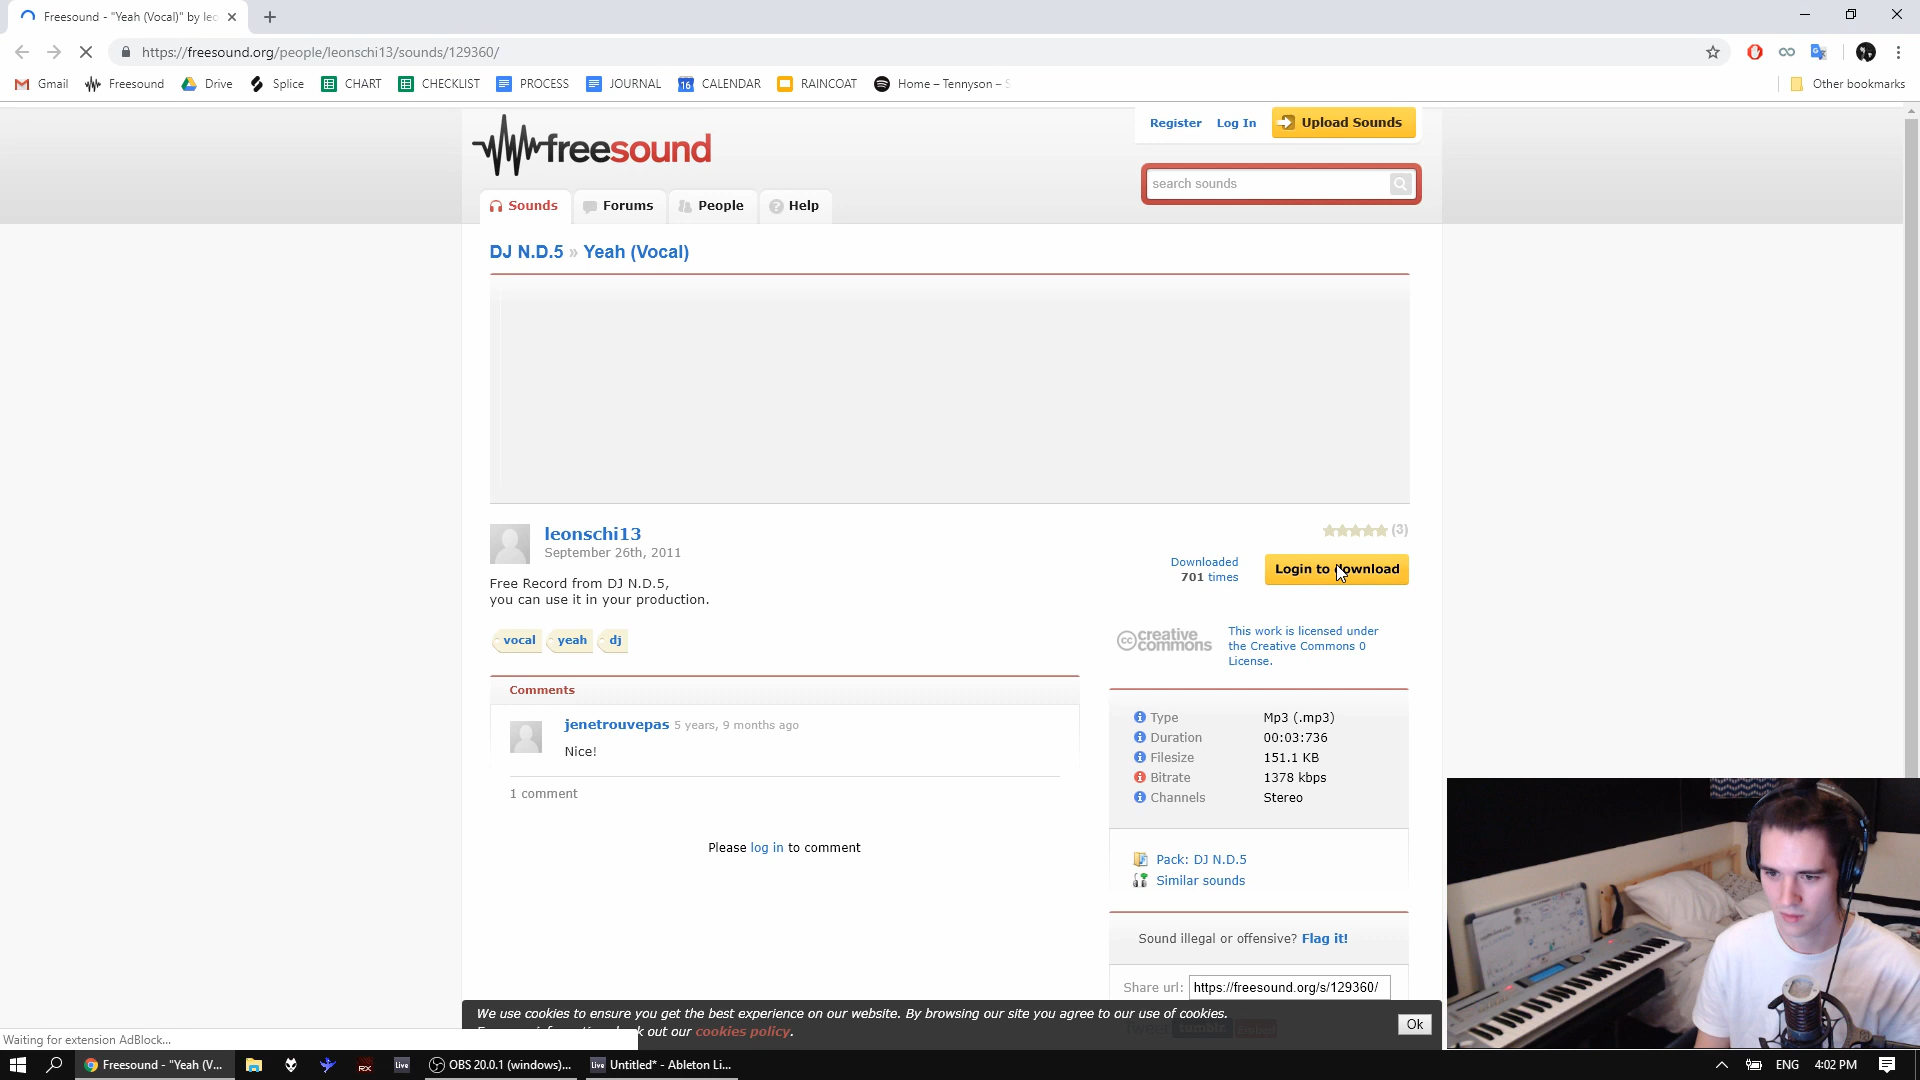 Freesound - "Yeah (Vocal)" by leo
https://freesound.org/people/leonschi13/sounds/129360/
Gmail
Freesound
Drive
Splice
CHART
CHECKLIST
PROCESS
JOURNAL
16
CALENDAR
RAINCOAT
Home – Tennyson – S
Other bookmarks
freesound
Register
Log In
Upload Sounds
search sounds
Sounds
Forums
People
Help
DJ N.D.5 » Yeah (Vocal)
leonschi13
September 26th, 2011
(3)
Downloaded
701 times
Login to download
Free Record from DJ N.D.5,
you can use it in your production.
vocal
yeah
dj
cc creative commons
This work is licensed under
the Creative Commons 0
License.
Comments
jenetrouvepas 5 years, 9 months ago
Nice!
1 comment
Please log in to comment
Type Mp3 (.mp3)
Duration 00:03:736
Filesize 151.1 KB
Bitrate 1378 kbps
Channels Stereo
Pack: DJ N.D.5
Similar sounds
Sound illegal or offensive? Flag it!
Share url: https://freesound.org/s/129360/
We use cookies to ensure you get the best experience on our website. By browsing our site you agree to our use of cookies.
out our cookies policy.
Ok
Waiting for extension AdBlock...
Freesound - "Yeah (V...
RX
Live
OBS 20.0.1 (windows)...
Live
Untitled* - Ableton Li...
ENG
4:02 PM